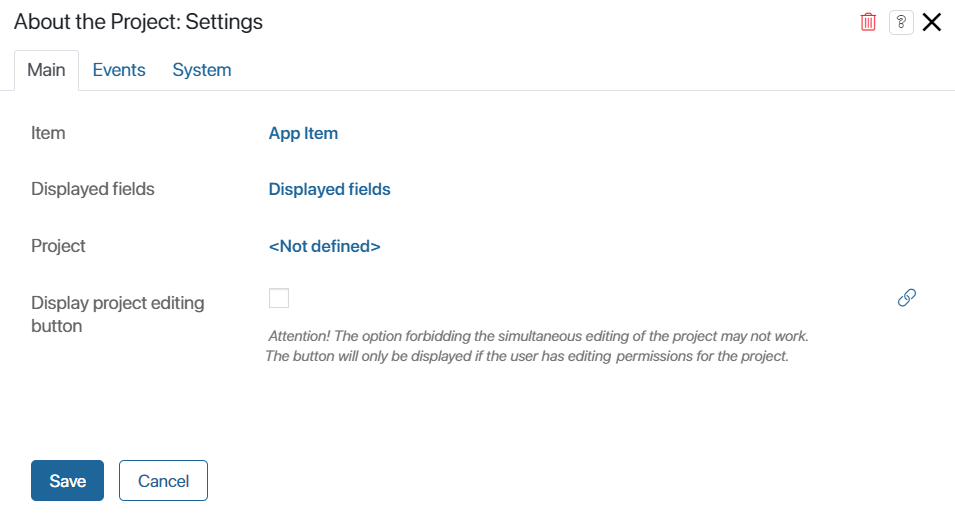 About the Project: Settings
?
Main Events System
Item App Item
Displayed fields Displayed fields
Project <Not defined>
Display project editing
button
Attention! The option forbidding the simultaneous editing of the project may not work.
The button will only be displayed if the user has editing permissions for the project.
Save Cancel